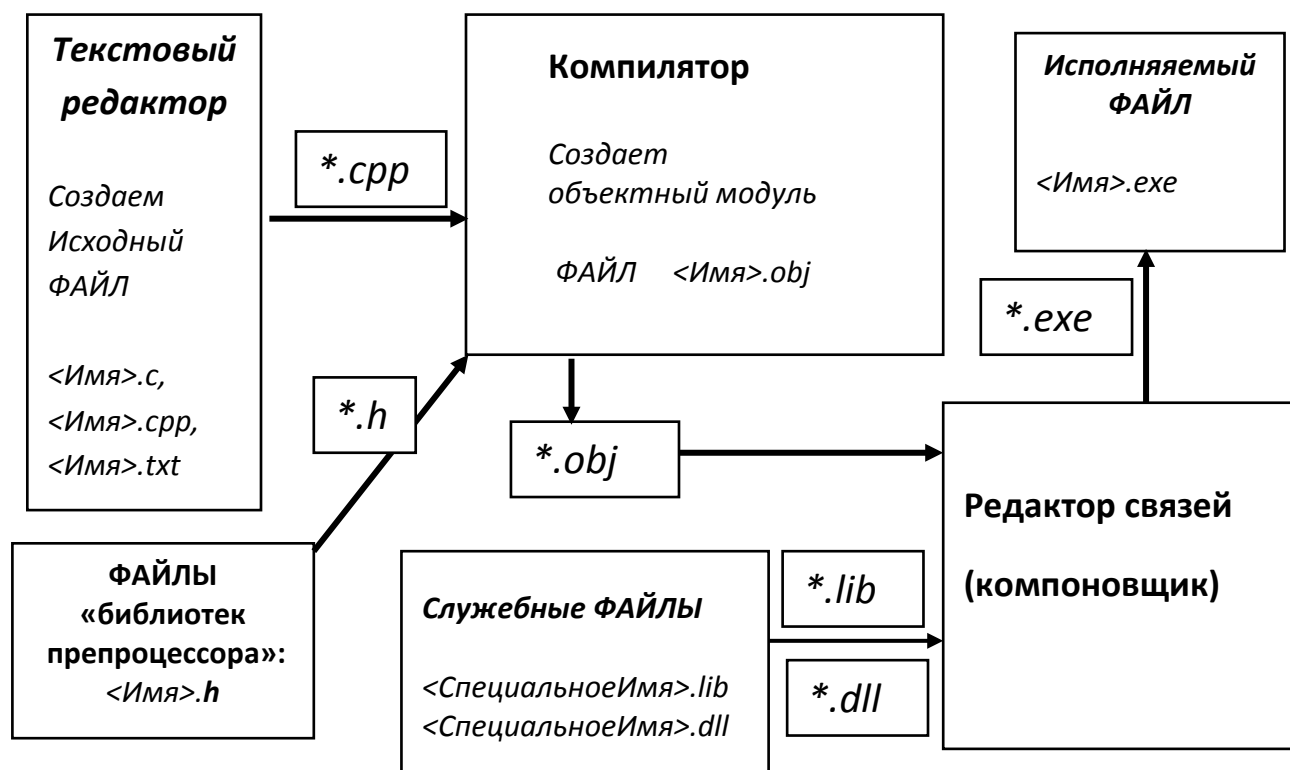 Текстовый
редактор
Создаем
Исходный
ФАЙЛ
<Имя>.c,
<Имя>.cpp,
<Имя>.txt
*.cpp
Компилятор
Создает
объектный модуль
ФАЙЛ <Имя>.obj
Исполняяемый
ФАЙЛ
<Имя>.exe
*.exe
*.h
*.obj
ФАЙЛЫ
«библиотек
препроцессора»:
<Имя>.h
Служебные ФАЙЛЫ
<СпециальноеИмя>.lib
<СпециальноеИмя>.dll
*.lib
*.dll
Редактор связей
(компоновщик)